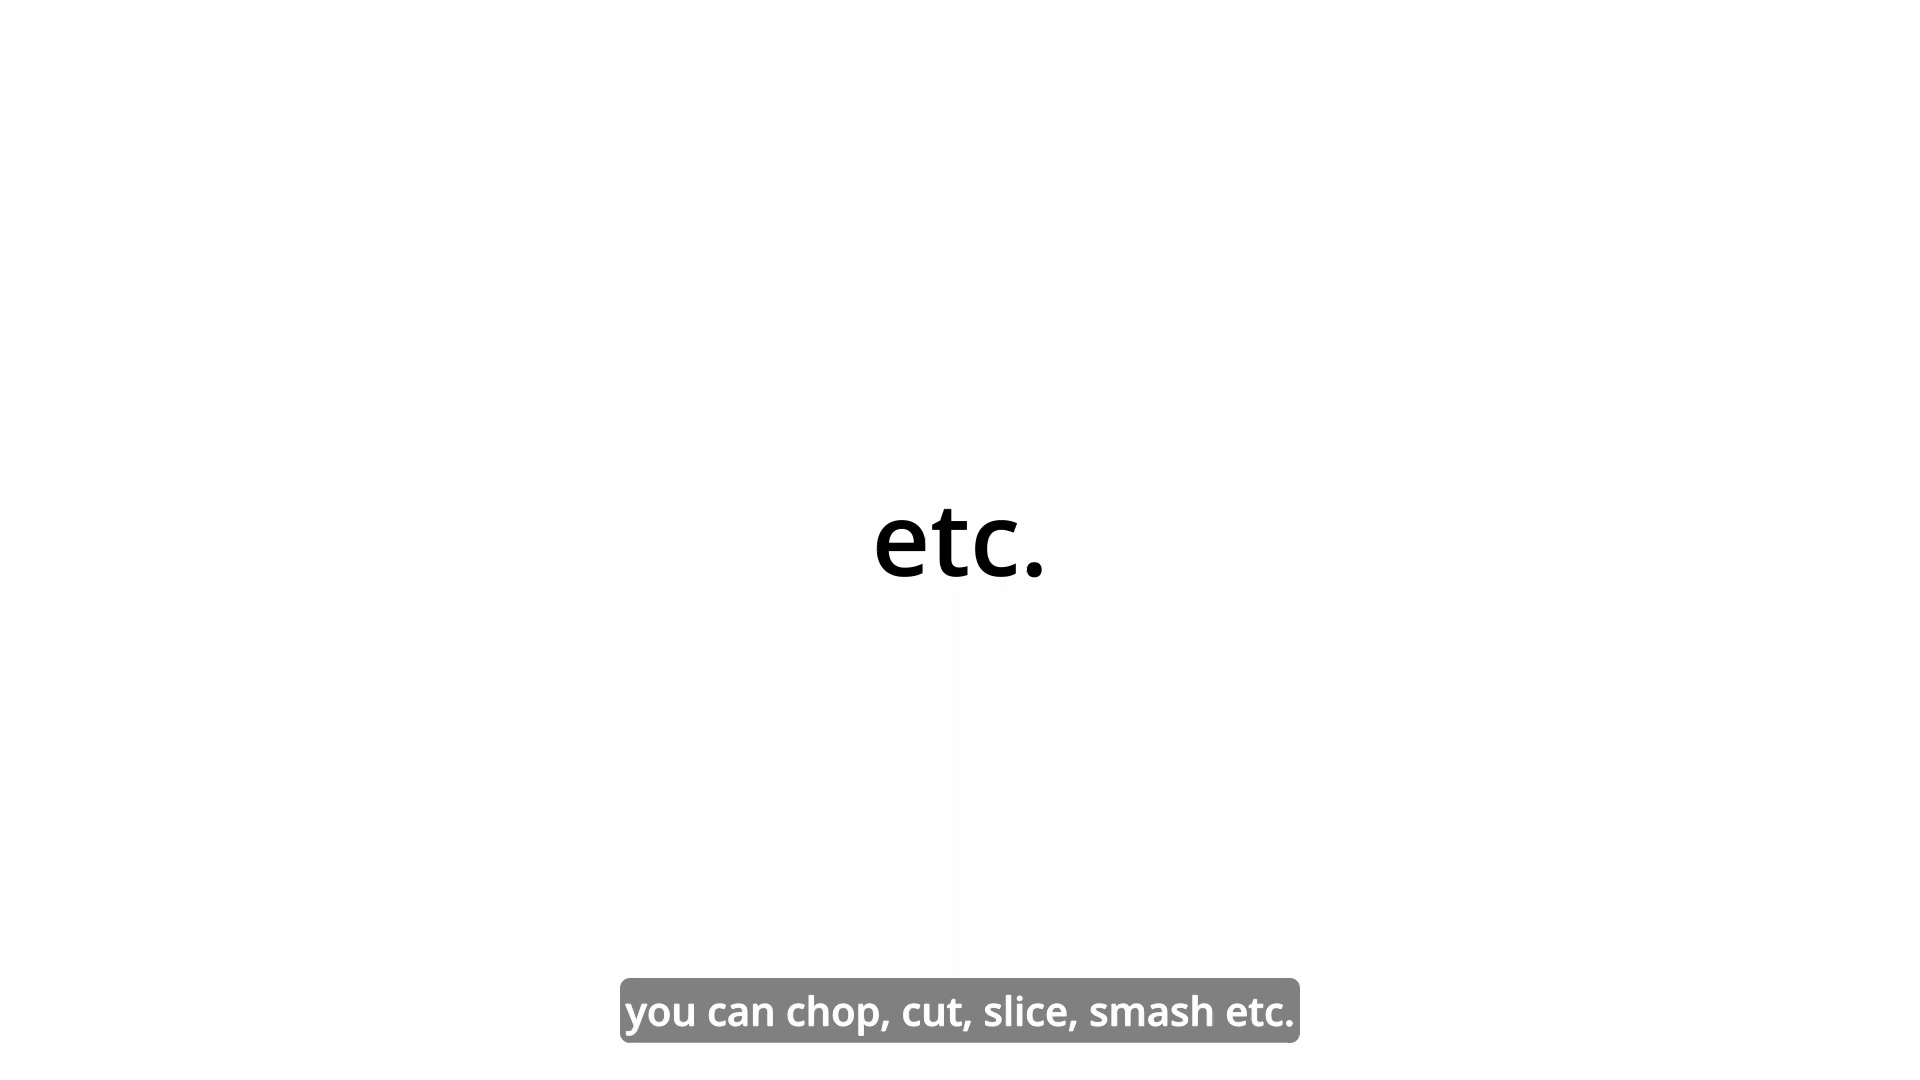 etc.
you can chop, cut, slice, smash etc.